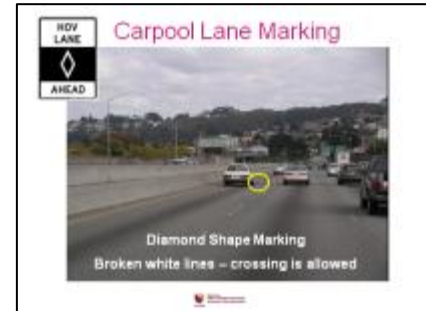 HOV
LANE
AHEAD
Carpool Lane Marking
Diamond Shape Marking
Broken white lines – crossing is allowed